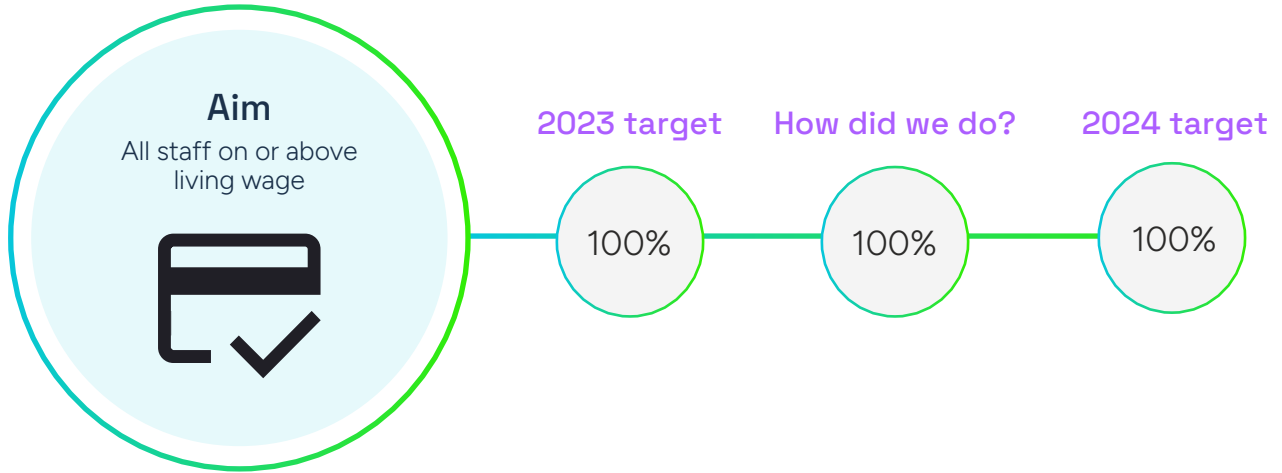 Aim
All staff on or above
living wage
2023 target
100%
How did we do?
100%
2024 target
100%